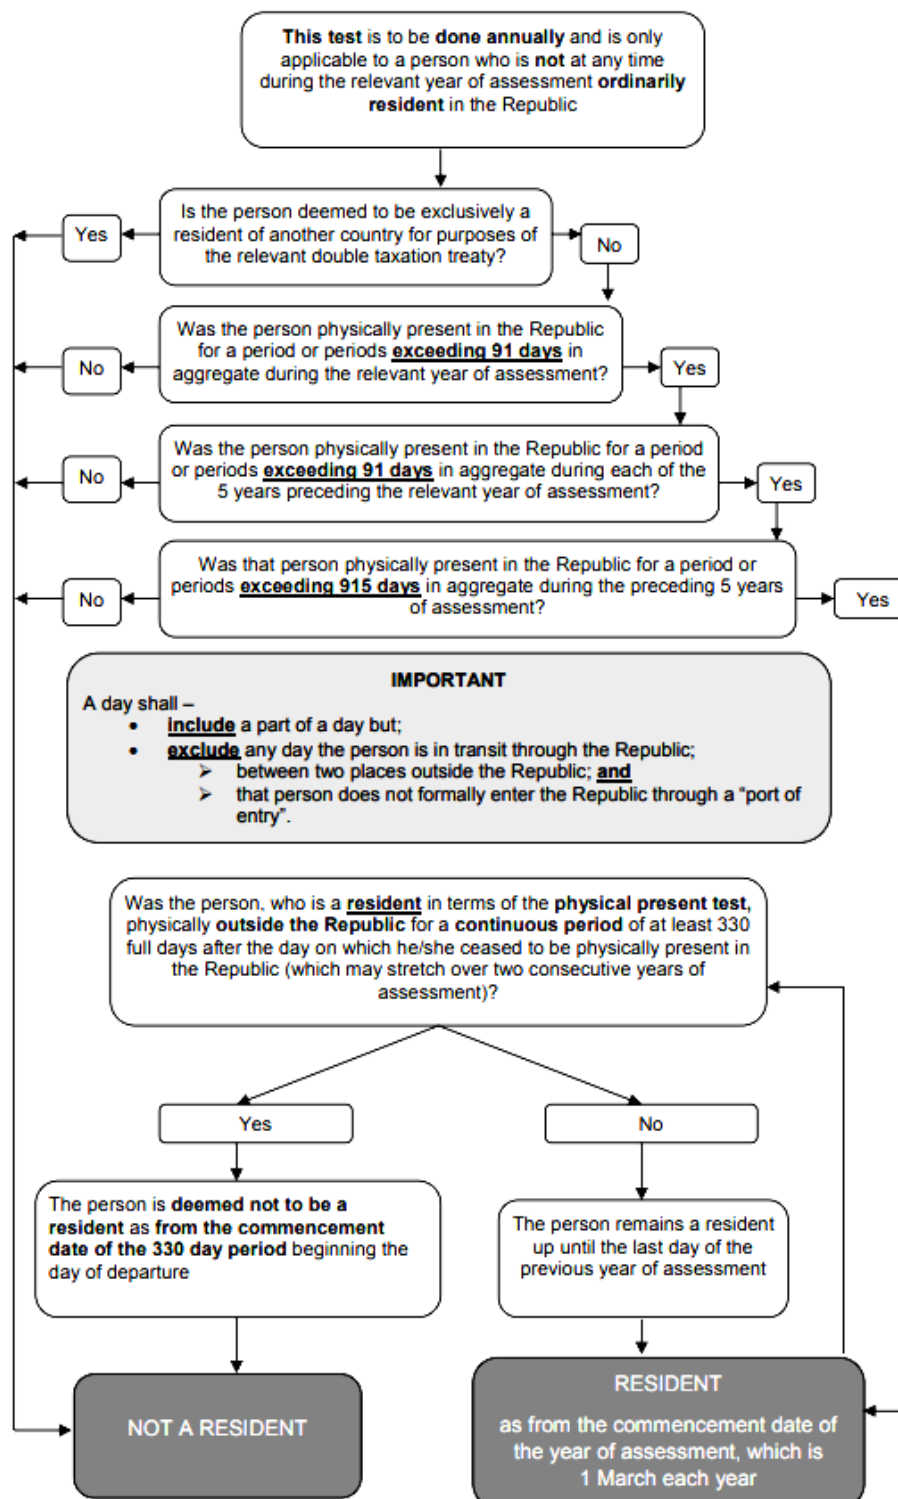 This test is to be done annually and is only
applicable to a person who is not at any time
during the relevant year of assessment ordinarily
resident in the Republic
Is the person deemed to be exclusively a
resident of another country for purposes of
the relevant double taxation treaty?
Yes
No
Was the person physically present in the Republic
for a period or periods exceeding 91 days in
aggregate during the relevant year of assessment?
No
Yes
Was the person physically present in the Republic for a period
or periods exceeding 91 days in aggregate during each of the
5 years preceding the relevant year of assessment?
No
Yes
Was that person physically present in the Republic for a period or
periods exceeding 915 days in aggregate during the preceding 5 years
of assessment?
No
Yes
IMPORTANT
A day shall –
• include a part of a day but;
• exclude any day the person is in transit through the Republic;
➢ between two places outside the Republic; and
➢ that person does not formally enter the Republic through a “port of
entry”.
Was the person, who is a resident in terms of the physical present test,
physically outside the Republic for a continuous period of at least 330
full days after the day on which he/she ceased to be physically present in
the Republic (which may stretch over two consecutive years of
assessment)?
Yes
No
The person is deemed not to be a
resident as from the commencement
date of the 330 day period beginning the
day of departure
The person remains a resident
up until the last day of the
previous year of assessment
NOT A RESIDENT
RESIDENT
as from the commencement date of
the year of assessment, which is
1 March each year